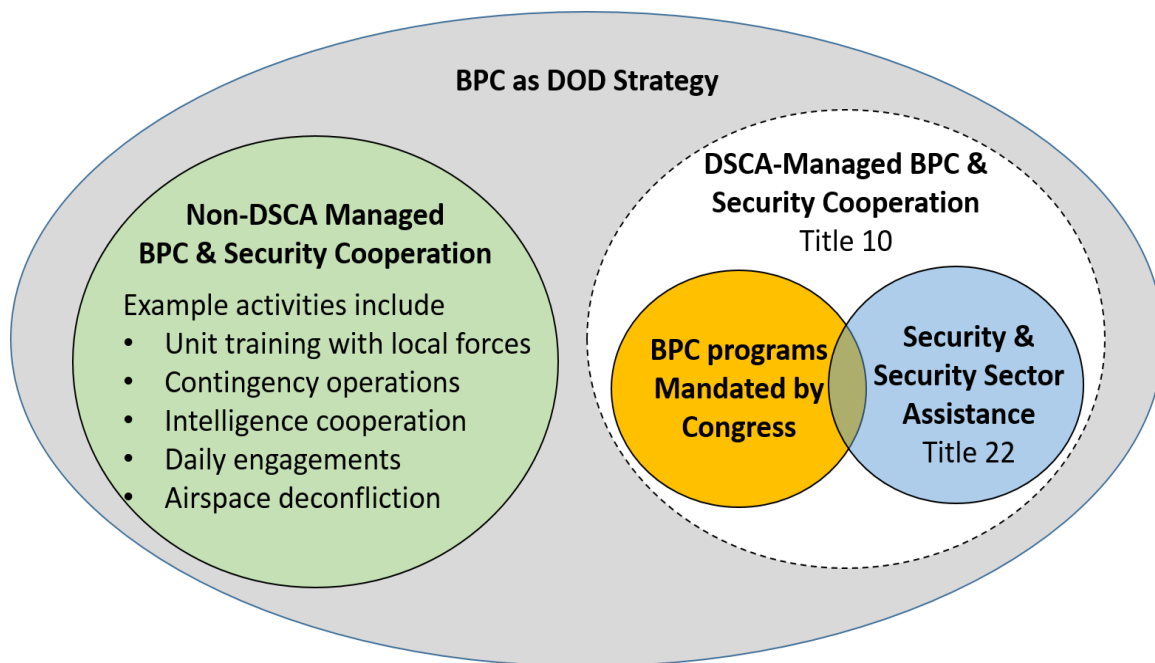 BPC as DOD Strategy
Non-DSCA Managed
BPC & Security Cooperation
Example activities include
• Unit training with local forces
• Contingency operations
• Intelligence cooperation
• Daily engagements
• Airspace deconfliction
DSCA-Managed BPC &
Security Cooperation
Title 10
BPC programs
Mandated by
Congress
Security &
Security Sector
Assistance
Title 22